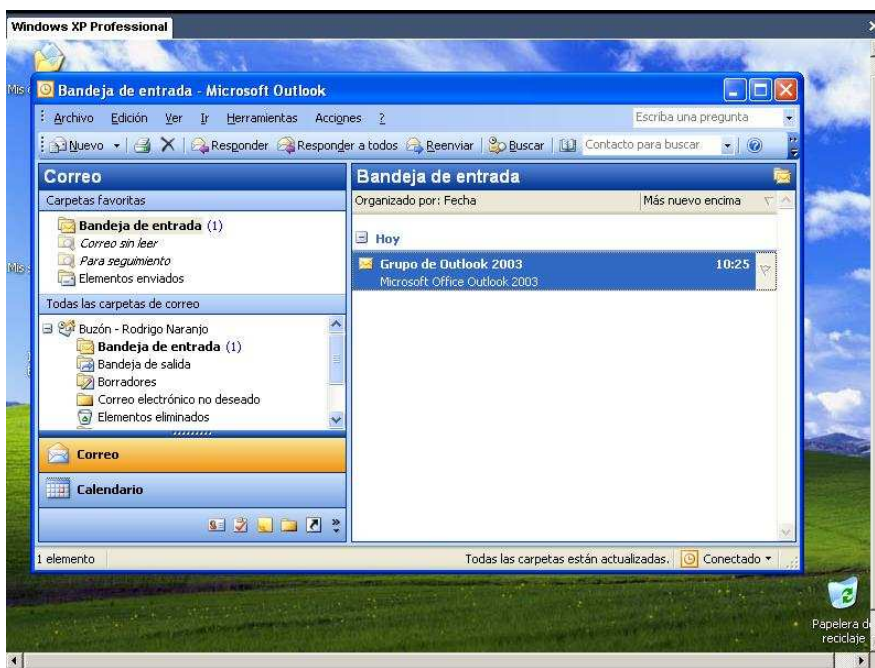 Windows XP Professional
Mis
Bandeja de entrada - Microsoft Outlook
Archivo Edición Ver Ir Herramientas Acciones ?
Escriba una pregunta
Nuevo Responder Responder a todos Reenviar Buscar Contacto para buscar
Correo
Carpetas favoritas
Bandeja de entrada (1)
Correo sin leer
Para seguimiento
Elementos enviados
Todas las carpetas de correo
Buzón - Rodrigo Naranjo
Bandeja de entrada (1)
Bandeja de salida
Borradores
Correo electrónico no deseado
Elementos eliminados
Correo
Calendario
Bandeja de entrada
Organizado por: Fecha Más nuevo encima
Hoy
Grupo de Outlook 2003 10:25
Microsoft Office Outlook 2003
Mis
1 elemento
Todas las carpetas están actualizadas. Conectado
Papelera d
reciclaje